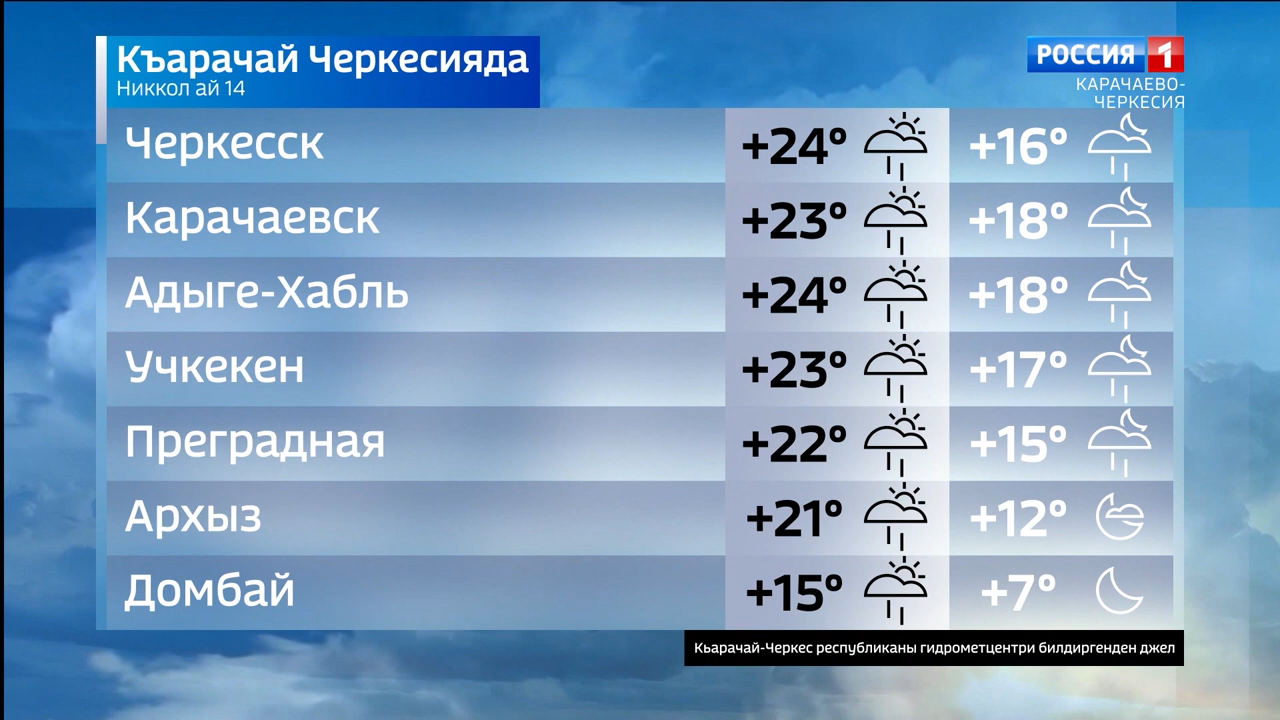 Къарачай Черкесияда
Никкол ай 14
РОССИЯ 1
КАРАЧАЕВО-
ЧЕРКЕСИЯ
Черкесск +24° +16°
Карачаевск +23° +18°
Адыге-Хабль +24° +18°
Учкекен +23° +17°
Преградная +22° +15°
Архыз +21° +12°
Домбай +15° +7°
Кьарачай-Черкес республиканы гидрометцентри билдиргенден джел